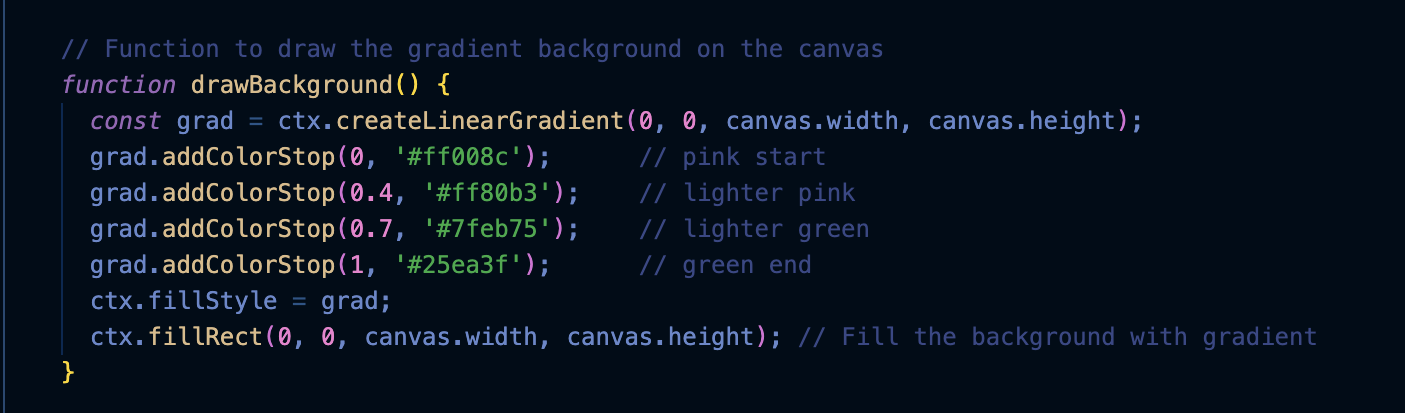 // Function to draw the gradient background on the canvas
function drawBackground() {
  const grad = ctx.createLinearGradient(0, 0, canvas.width, canvas.height);
  grad.addColorStop(0, '#ff008c');      // pink start
  grad.addColorStop(0.4, '#ff80b3');    // lighter pink
  grad.addColorStop(0.7, '#7feb75');    // lighter green
  grad.addColorStop(1, '#25ea3f');      // green end
  ctx.fillStyle = grad;
  ctx.fillRect(0, 0, canvas.width, canvas.height); // Fill the background with gradient
}